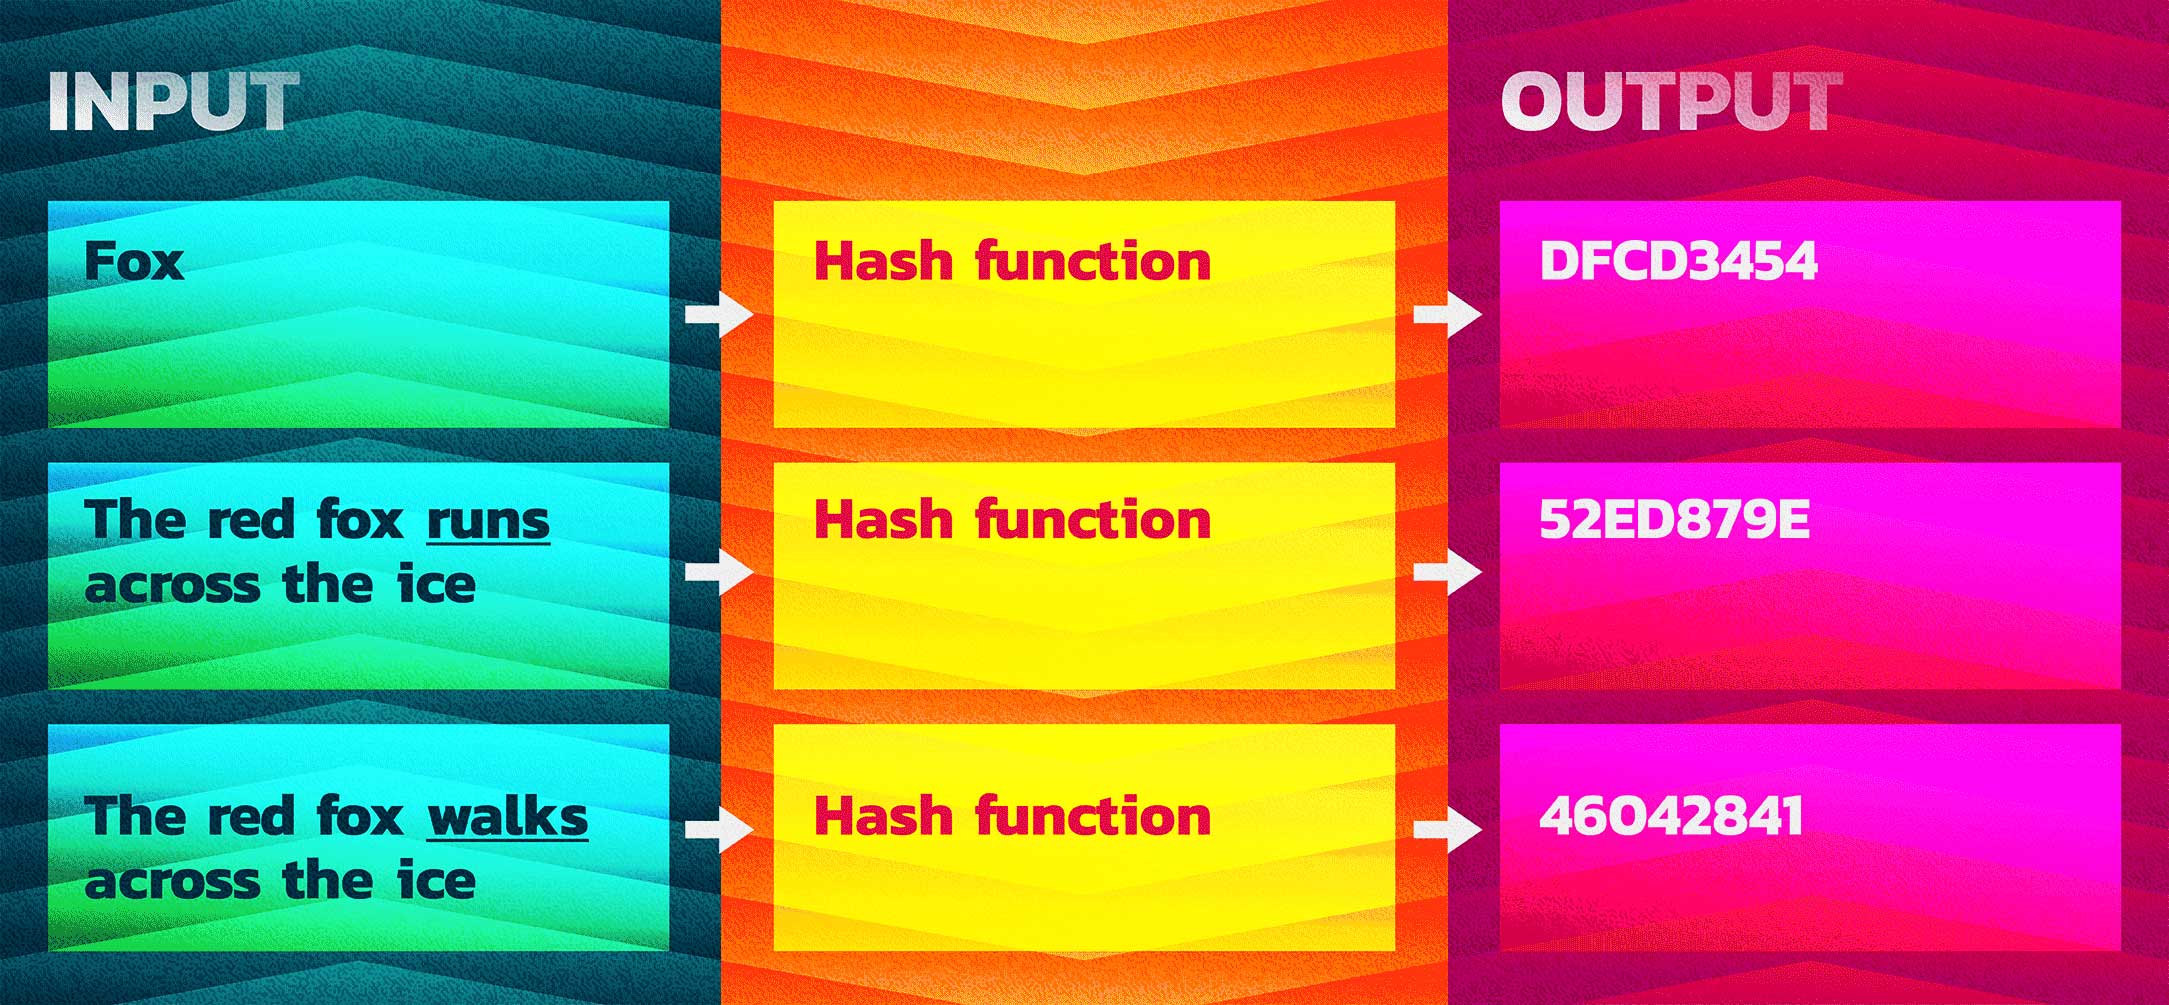 INPUT
OUTPUT
Fox
Hash function
DFCD3454
The red fox runs
across the ice
Hash function
52ED879E
The red fox walks
across the ice
Hash function
46042841